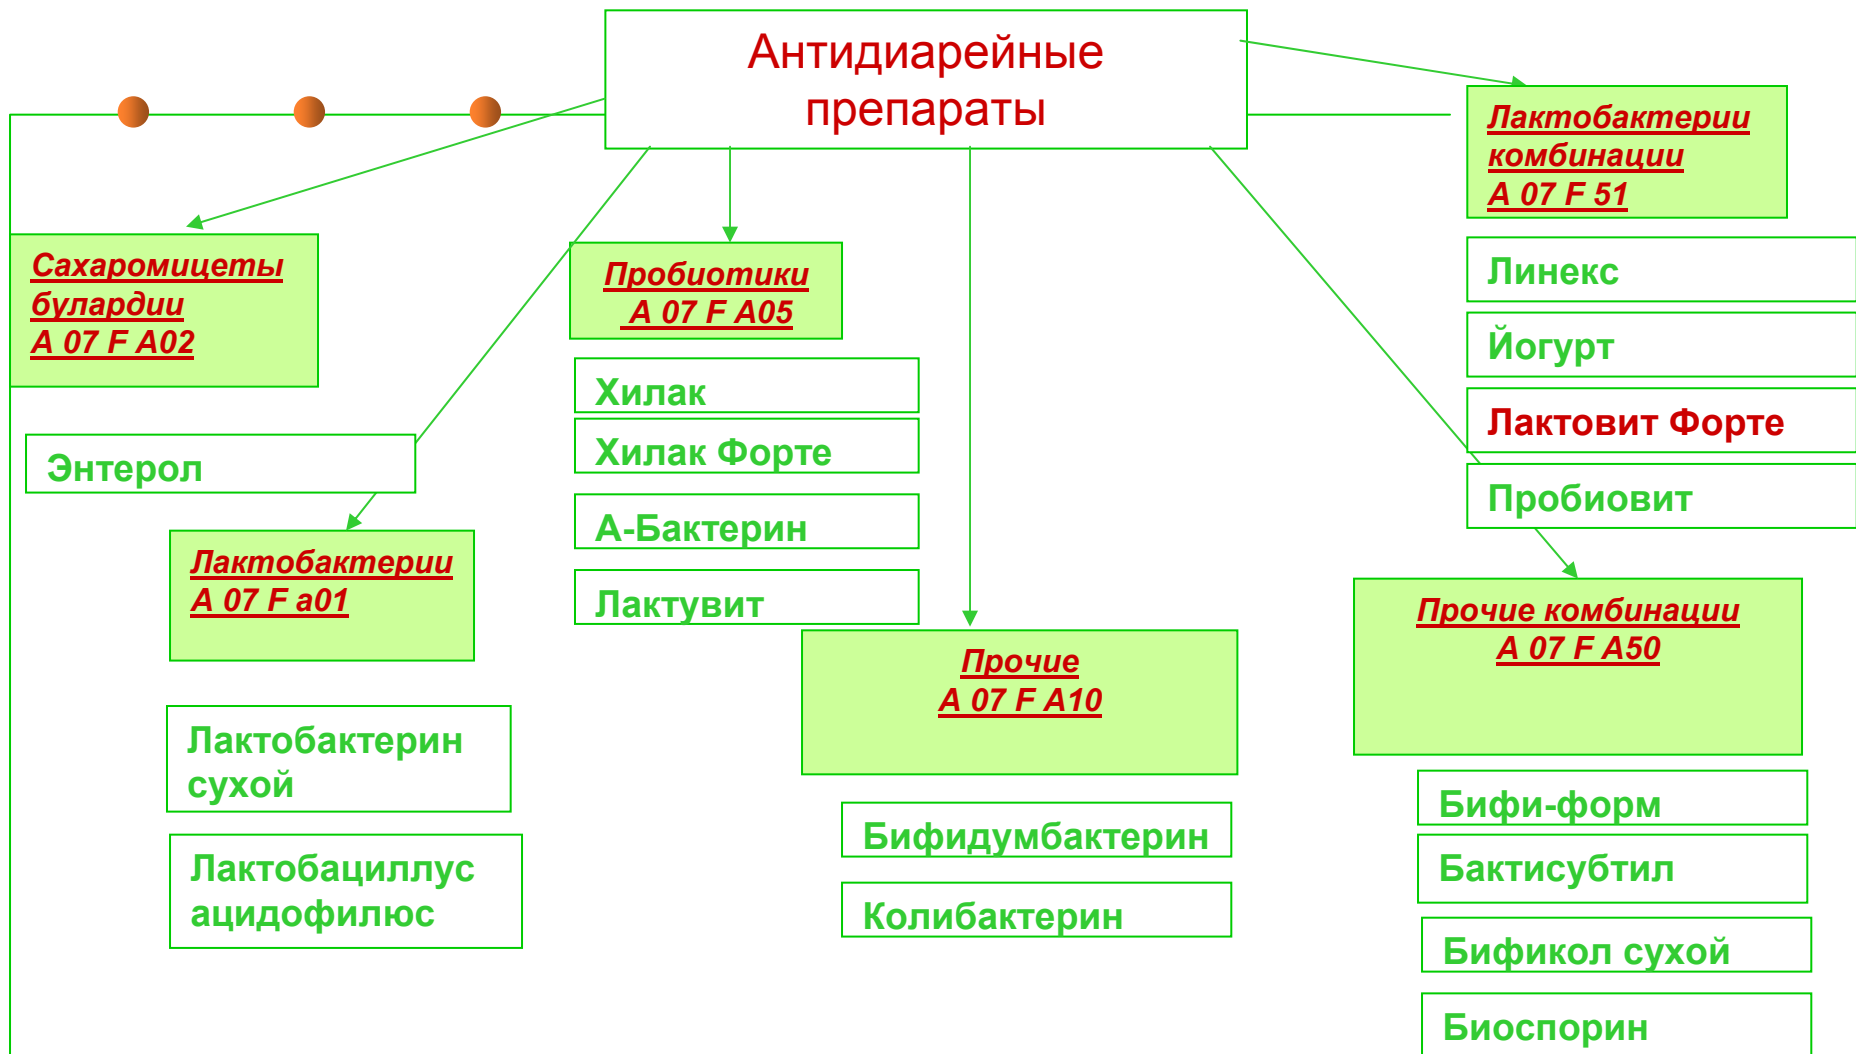 Антидиарейные
препараты
Сахаромицеты
булардии
А 07 F А02
Энтерол
Лактобактерии
А 07 F а01
Лактобактерин
сухой
Лактобациллус
ацидофилюс
Пробиотики
А 07 F А05
Хилак
Хилак Форте
А-Бактерин
Лактувит
Прочие
А 07 F А10
Бифидумбактерин
Колибактерин
Лактобактерии
комбинации
А 07 F 51
Линекс
Йогурт
Лактовит Форте
Пробиовит
Прочие комбинации
А 07 F А50
Бифи-форм
Бактисубтил
Бификол сухой
Биоспорин